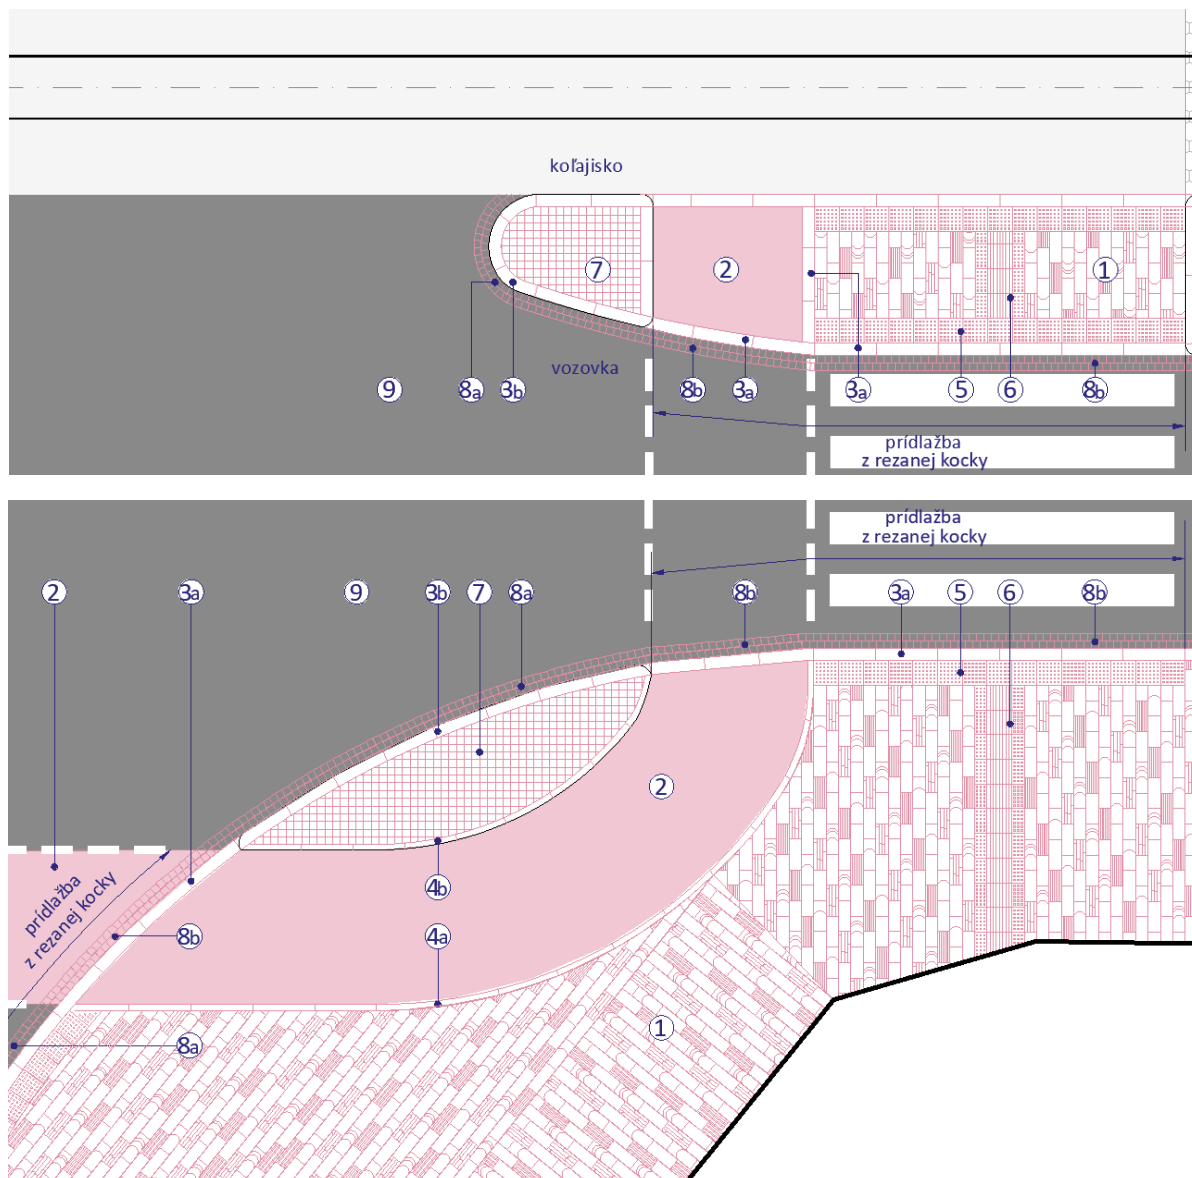 koľajisko
7
2
1
vozovka
9
8a
3b
8b
3a
3a
5
6
8b
prídlažba
z rezanej kocky
prídlažba
z rezanej kocky
2
3a
9
3b
7
8a
8b
3a
5
6
8b
2
4b
prídlažba
z rezanej kocky
8b
4a
1
8a